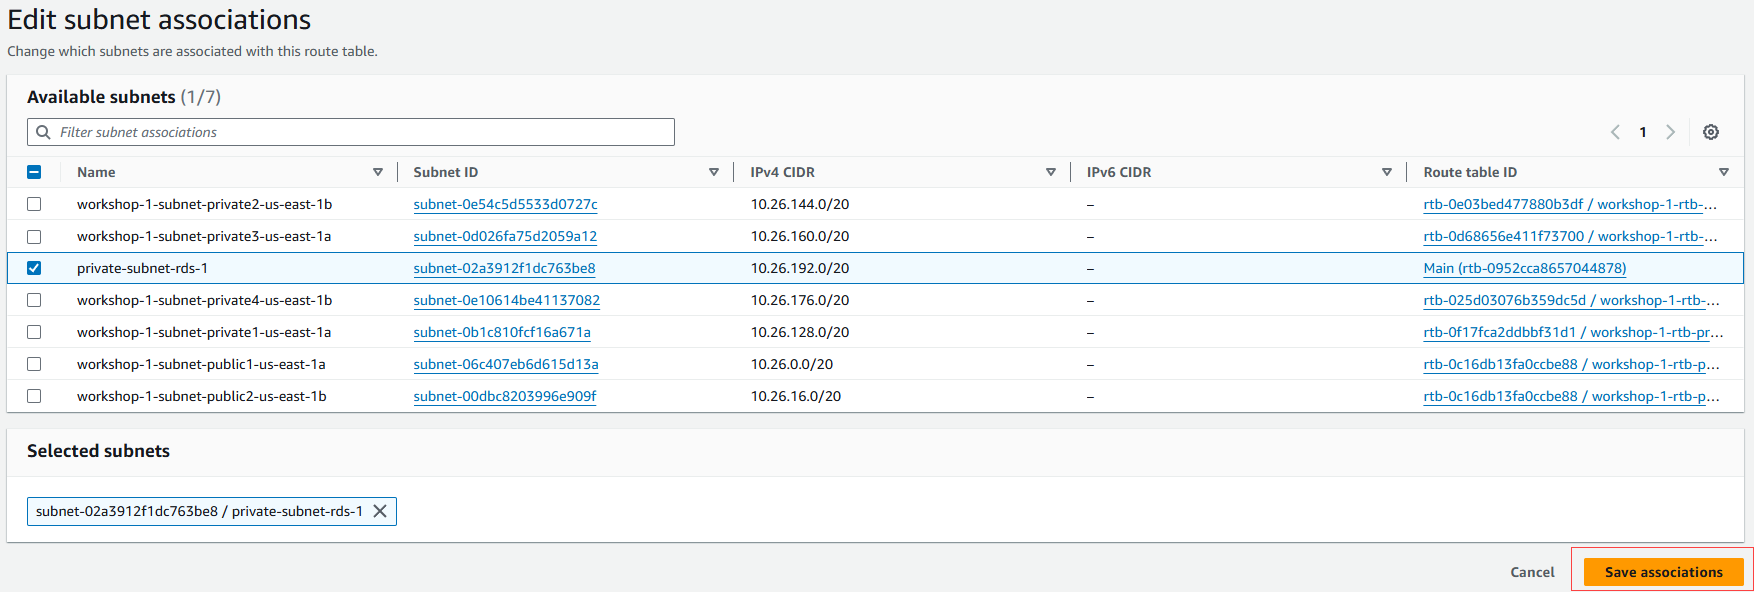 Edit subnet associations
Change which subnets are associated with this route table.
Available subnets (1/7)
Filter subnet associations
1
Name Subnet ID IPv4 CIDR IPv6 CIDR Route table ID
workshop-1-subnet-private2-us-east-1b subnet-0e54c5d5533d0727c 10.26.144.0/20 – rtb-0e03bed477880b3df / workshop-1-rtb-...
workshop-1-subnet-private3-us-east-1a subnet-0d026fa75d2059a12 10.26.160.0/20 – rtb-0d68656e411f73700 / workshop-1-rtb-...
private-subnet-rds-1 subnet-02a3912f1dc763be8 10.26.192.0/20 – Main (rtb-0952cca8657044878)
workshop-1-subnet-private4-us-east-1b subnet-0e10614be41137082 10.26.176.0/20 – rtb-025d03076b359dc5d / workshop-1-rtb-...
workshop-1-subnet-private1-us-east-1a subnet-0b1c810fcf16a671a 10.26.128.0/20 – rtb-0f17fca2ddbbf31d1 / workshop-1-rtb-pr...
workshop-1-subnet-public1-us-east-1a subnet-06c407eb6d615d13a 10.26.0.0/20 – rtb-0c16db13fa0ccbe88 / workshop-1-rtb-p...
workshop-1-subnet-public2-us-east-1b subnet-00dbc8203996e909f 10.26.16.0/20 – rtb-0c16db13fa0ccbe88 / workshop-1-rtb-p...
Selected subnets
subnet-02a3912f1dc763be8 / private-subnet-rds-1
Cancel Save associations